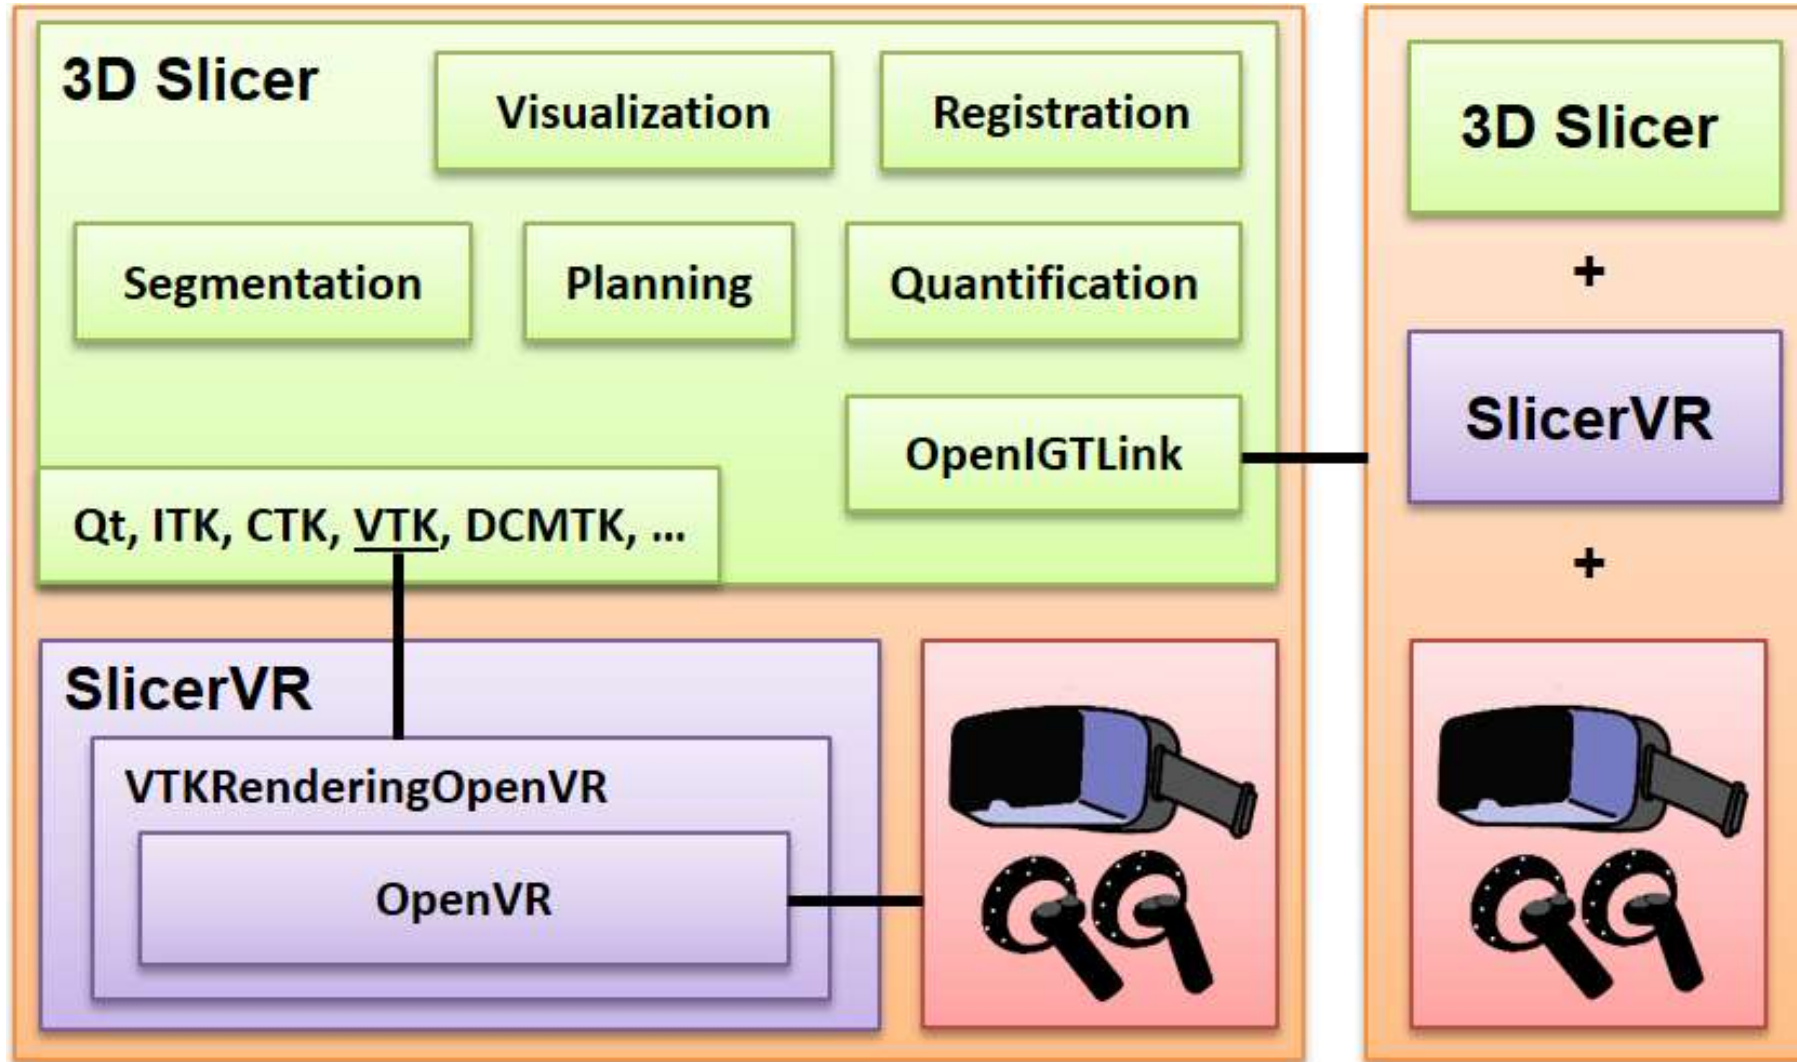 3D Slicer
Visualization
Registration
Segmentation
Planning
Quantification
OpenIGTLink
Qt, ITK, CTK, VTK, DCMTK, ...
SlicerVR
VTKRenderingOpenVR
OpenVR
3D Slicer
+
SlicerVR
+